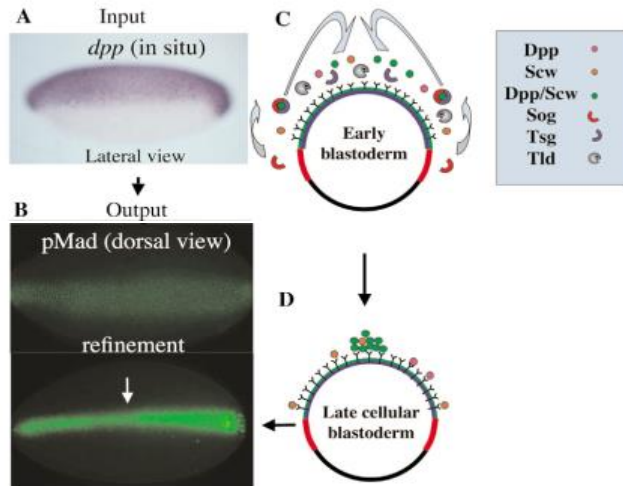 A
Input
dpp (in situ)
Lateral view
B
Output
pMad (dorsal view)
refinement
C
Early
blastoderm
D
Late cellular
blastoderm
Dpp
Scw
Dpp/Scw
Sog
Tsg
Tld